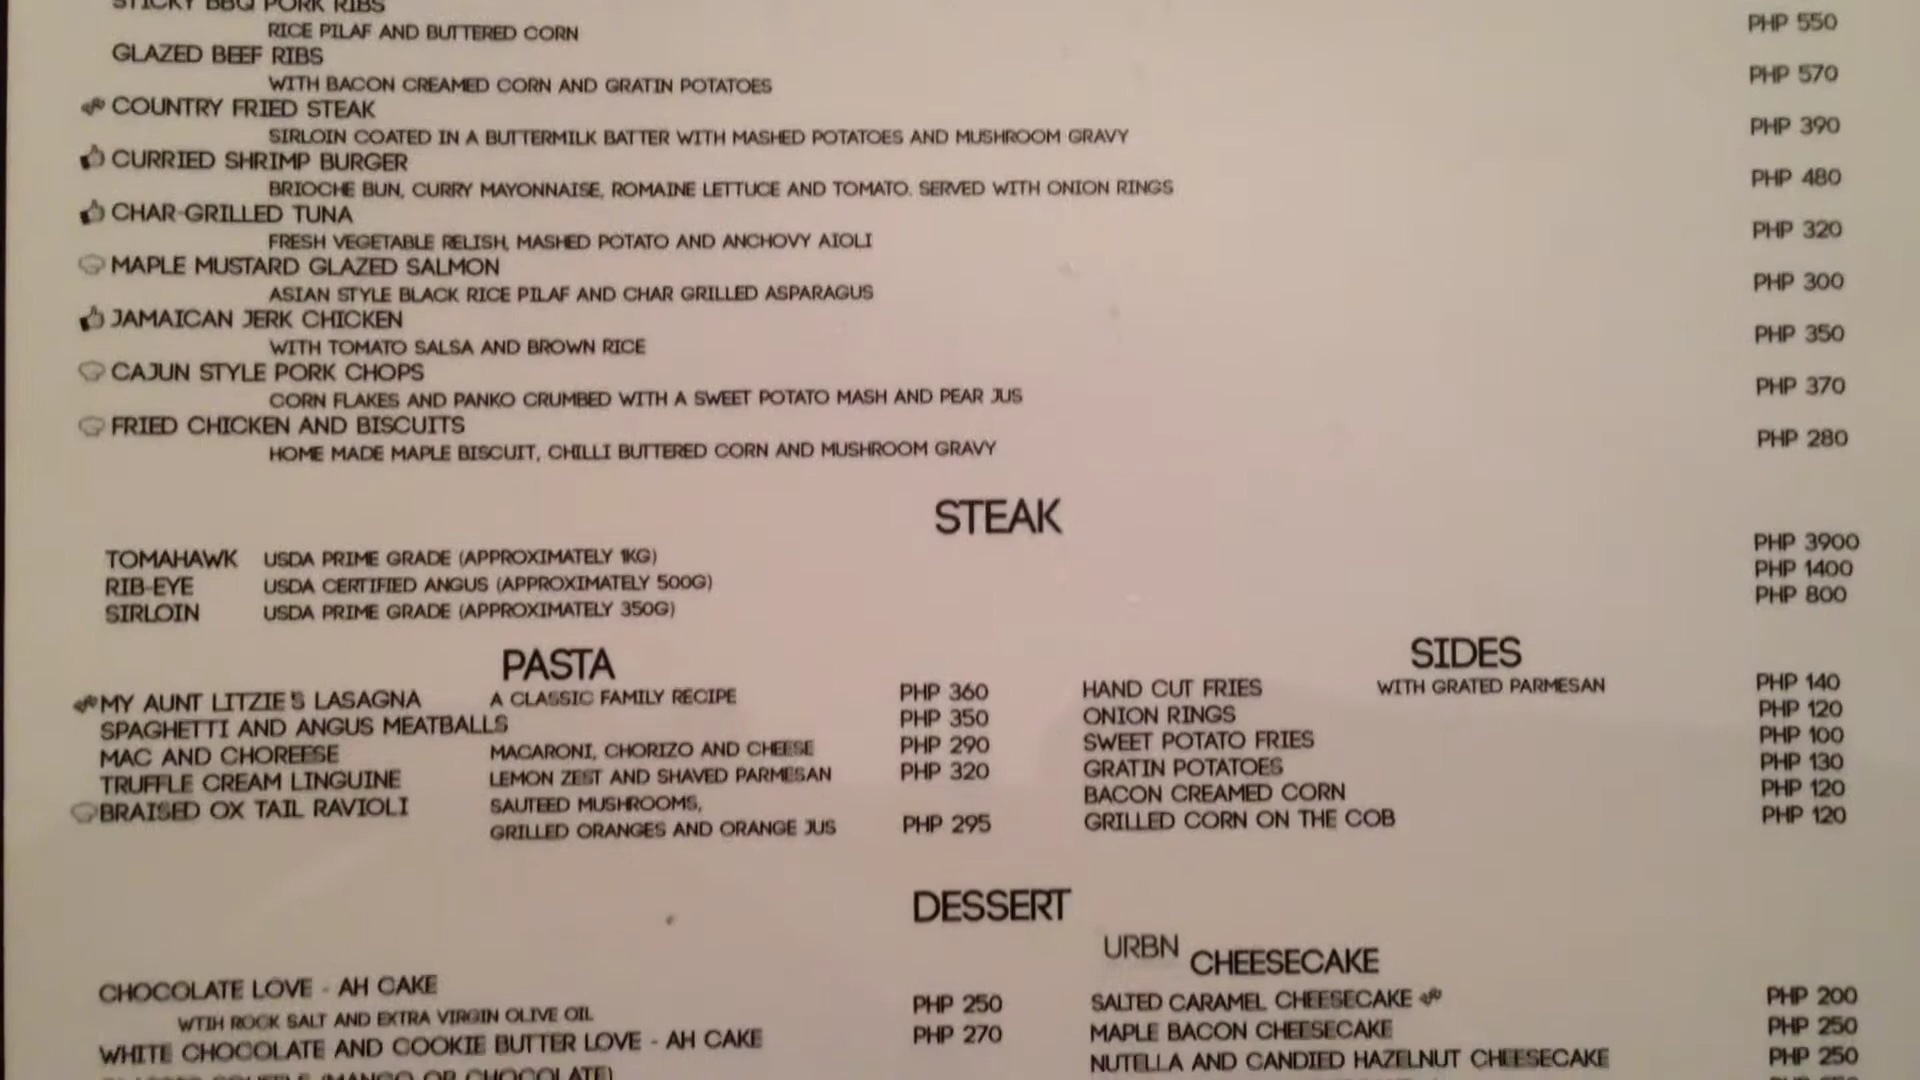 STICKY BBQ PORK RIBS PHP 550
RICE PILAF AND BUTTERED CORN
GLAZED BEEF RIBS PHP 570
WITH BACON CREAMED CORN AND GRATIN POTATOES
COUNTRY FRIED STEAK PHP 390
SIRLOIN COATED IN A BUTTERMILK BATTER WITH MASHED POTATOES AND MUSHROOM GRAVY
CURRIED SHRIMP BURGER PHP 480
BRIOCHE BUN, CURRY MAYONNAISE, ROMAINE LETTUCE AND TOMATO. SERVED WITH ONION RINGS
CHAR-GRILLED TUNA PHP 320
FRESH VEGETABLE RELISH, MASHED POTATO AND ANCHOVY AIOLI
MAPLE MUSTARD GLAZED SALMON PHP 300
ASIAN STYLE BLACK RICE PILAF AND CHAR GRILLED ASPARAGUS
JAMAICAN JERK CHICKEN PHP 350
WITH TOMATO SALSA AND BROWN RICE
CAJUN STYLE PORK CHOPS PHP 370
CORN FLAKES AND PANKO CRUMBED WITH A SWEET POTATO MASH AND PEAR JUS
FRIED CHICKEN AND BISCUITS PHP 280
HOME MADE MAPLE BISCUIT, CHILLI BUTTERED CORN AND MUSHROOM GRAVY
STEAK
TOMAHAWK USDA PRIME GRADE (APPROXIMATELY 1KG) PHP 3900
RIB-EYE USDA CERTIFIED ANGUS (APPROXIMATELY 500G) PHP 1400
SIRLOIN USDA PRIME GRADE (APPROXIMATELY 350G) PHP 800
PASTA
MY AUNT LITZIE'S LASAGNA A CLASSIC FAMILY RECIPE PHP 360
SPAGHETTI AND ANGUS MEATBALLS PHP 350
MAC AND CHOREESE MACARONI, CHORIZO AND CHEESE PHP 290
TRUFFLE CREAM LINGUINE LEMON ZEST AND SHAVED PARMESAN PHP 320
BRAISED OX TAIL RAVIOLI SAUTEED MUSHROOMS,
GRILLED ORANGES AND ORANGE JUS PHP 295
SIDES
HAND CUT FRIES WITH GRATED PARMESAN PHP 140
ONION RINGS PHP 120
SWEET POTATO FRIES PHP 100
GRATIN POTATOES PHP 130
BACON CREAMED CORN PHP 120
GRILLED CORN ON THE COB PHP 120
DESSERT
CHOCOLATE LOVE - AH CAKE PHP 250
WTIH ROCK SALT AND EXTRA VIRGIN OLIVE OIL
WHITE CHOCOLATE AND COOKIE BUTTER LOVE - AH CAKE PHP 270
(MANGO OR CHOCOLATE)
URBN CHEESECAKE
SALTED CARAMEL CHEESECAKE PHP 200
MAPLE BACON CHEESECAKE PHP 250
NUTELLA AND CANDIED HAZELNUT CHEESECAKE PHP 250